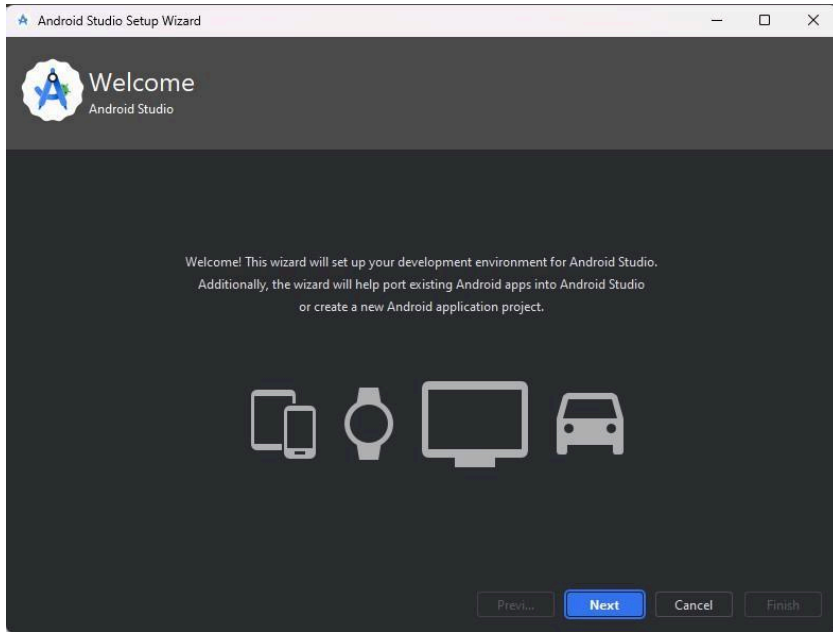 Android Studio Setup Wizard
Welcome
Android Studio
Welcome! This wizard will set up your development environment for Android Studio.
Additionally, the wizard will help port existing Android apps into Android Studio
or create a new Android application project.
Previ... Next Cancel Finish